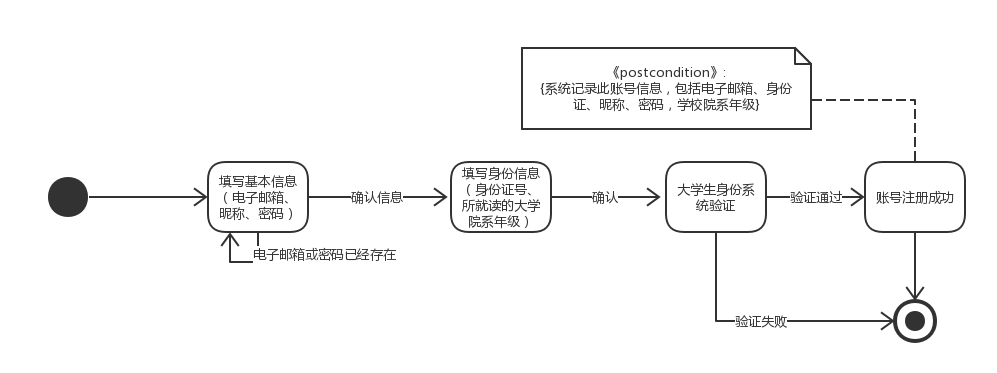 《postcondition》:
{系统记录此账号信息，包括电子邮箱、身份
证、昵称、密码，学校院系年级}
填写基本信息
（电子邮箱、
昵称、密码）
确认信息
填写身份信息
（身份证号、
所就读的大学
院系年级）
确认
大学生身份系
统验证
验证通过
账号注册成功
电子邮箱或密码已经存在
验证失败